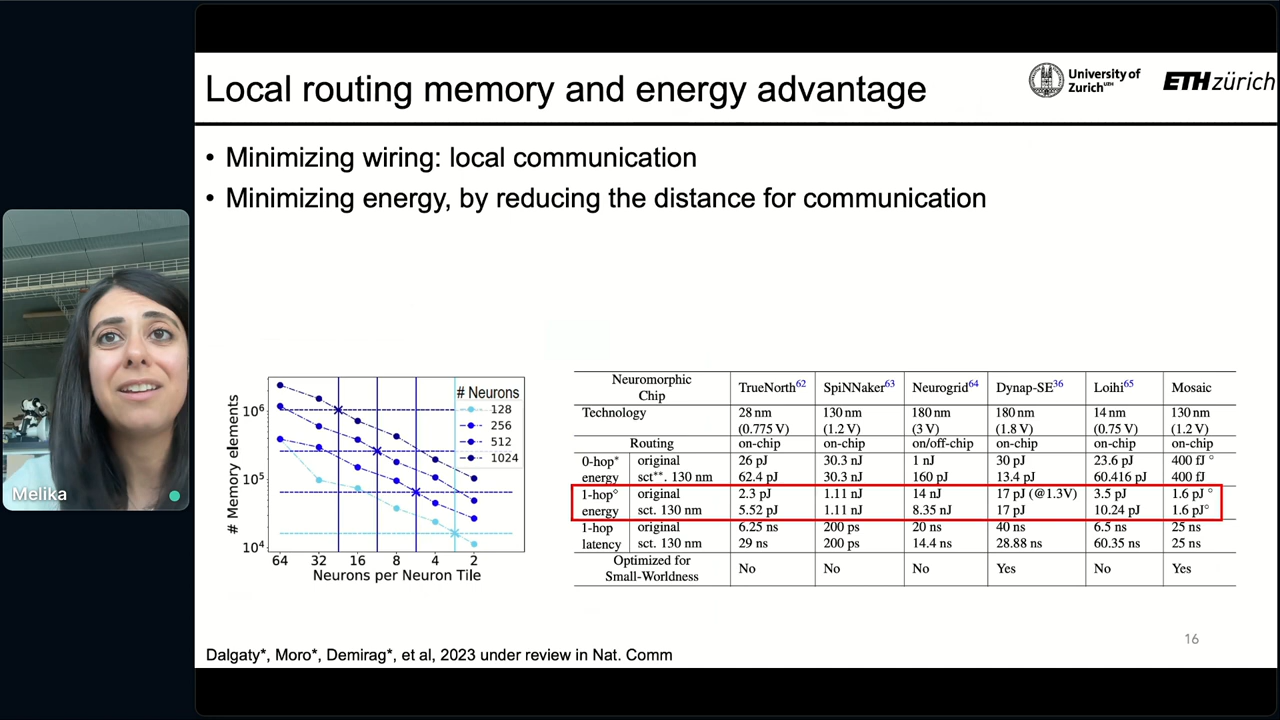 Local routing memory and energy advantage
University of
Zurich UZH
ETH zürich
• Minimizing wiring: local communication
• Minimizing energy, by reducing the distance for communication
Melika
# Memory elements
10^6
10^5
10^4
# Neurons
128
256
512
1024
64 32 16 8 4 2
Neurons per Neuron Tile
Neuromorphic Chip TrueNorth62 SpiNNaker63 Neurogrid64 Dynap-SE36 Loihi65 Mosaic
Technology 28 nm 130 nm 180 nm 180 nm 14 nm 130 nm
(0.775 V) (1.2 V) (3 V) (1.8 V) (0.75 V) (1.2 V)
Routing on-chip on-chip on/off-chip on-chip on-chip on-chip
0-hop* original 26 pJ 30.3 nJ 1 nJ 30 pJ 23.6 pJ 400 fJ °
energy sct**. 130 nm 62.4 pJ 30.3 nJ 160 pJ 13.4 pJ 60.416 pJ 400 fJ
1-hop° original 2.3 pJ 1.11 nJ 14 nJ 17 pJ (@1.3V) 3.5 pJ 1.6 pJ °
energy sct. 130 nm 5.52 pJ 1.11 nJ 8.35 nJ 17 pJ 10.24 pJ 1.6 pJ°
1-hop original 6.25 ns 200 ps 20 ns 40 ns 6.5 ns 25 ns
latency sct. 130 nm 29 ns 200 ps 14.4 ns 28.88 ns 60.35 ns 25 ns
Optimized for
Small-Worldness No No No Yes No Yes
16
Dalgaty*, Moro*, Demirag*, et al, 2023 under review in Nat. Comm